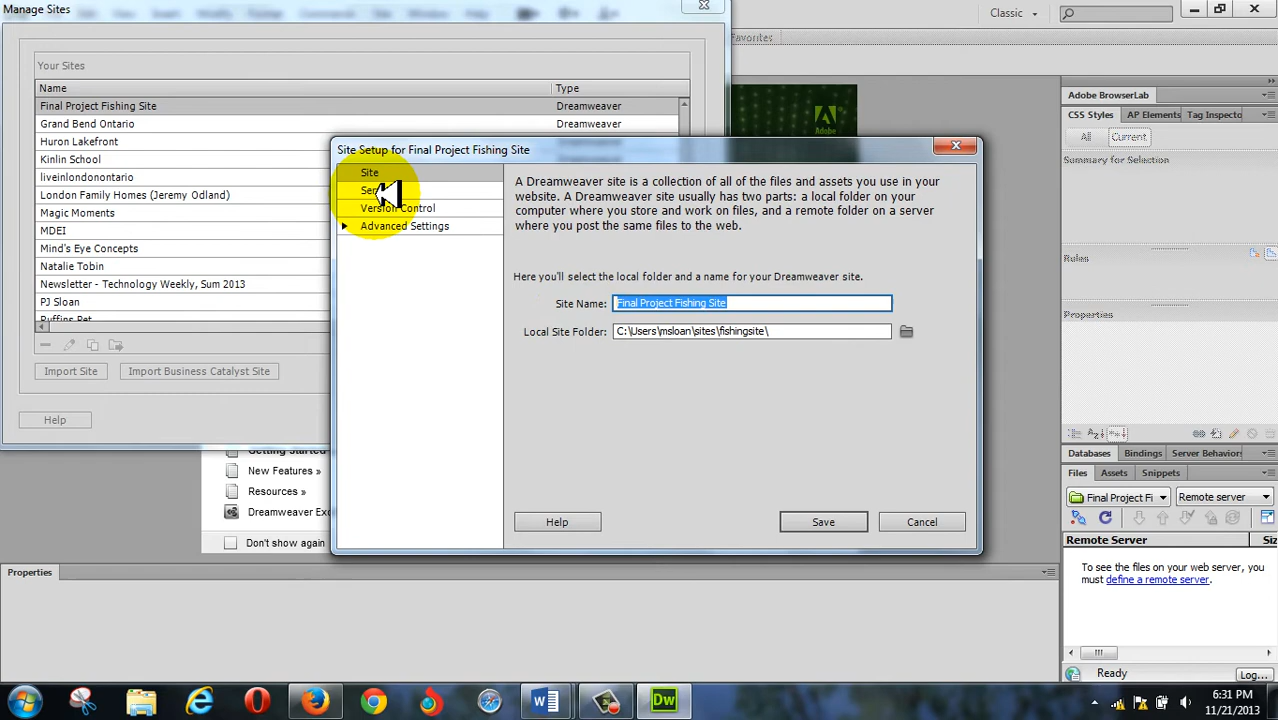 Manage Sites
Classic
Favorites
Your Sites
Name Type
Final Project Fishing Site Dreamweaver
Grand Bend Ontario Dreamweaver
Huron Lakefront
Kinlin School
liveinlondonontario
London Family Homes (Jeremy Odland)
Magic Moments
MDEI
Mind's Eye Concepts
Natalie Tobin
Newsletter - Technology Weekly, Sum 2013
PJ Sloan
Puffins Pet
Import Site Import Business Catalyst Site
Help
Adobe
Site Setup for Final Project Fishing Site
Site
Version Control
Advanced Settings
A Dreamweaver site is a collection of all of the files and assets you use in your
website. A Dreamweaver site usually has two parts: a local folder on your
computer where you store and work on files, and a remote folder on a server
where you post the same files to the web.
Here you'll select the local folder and a name for your Dreamweaver site.
Site Name: Final Project Fishing Site
Local Site Folder: C:\Users\msloan\sites\fishingsite\
Help Save Cancel
Getting Started
New Features »
Resources »
Dreamweaver Exc
Don't show again
Properties
Adobe BrowserLab
CSS Styles AP Elements Tag Inspecto
All Current
Summary for Selection
Rules
Properties
Databases Bindings Server Behaviors
Files Assets Snippets
Final Project Fi Remote server
Remote Server Siz
To see the files on your web server, you
must define a remote server.
Ready Log...
Dw
6:31 PM
11/21/2013